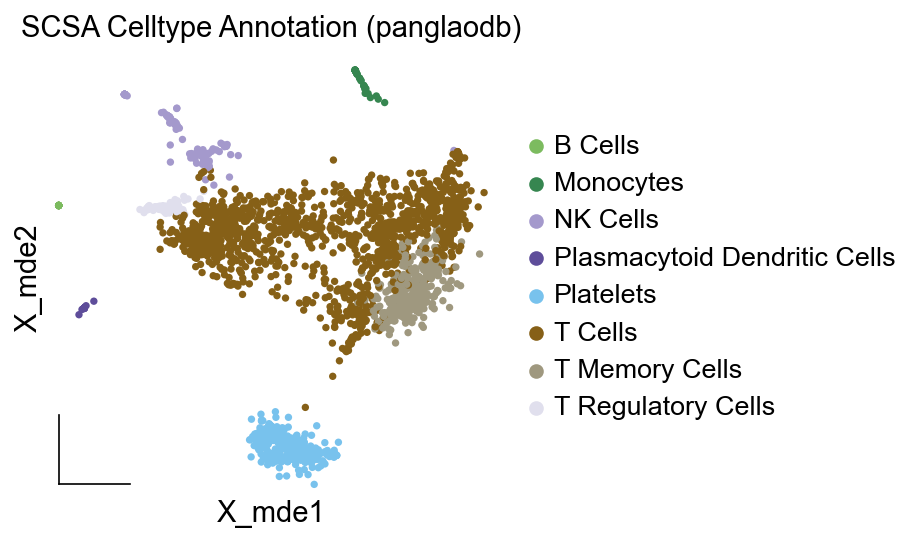 SCSA Celltype Annotation (panglaodb)
B Cells
Monocytes
NK Cells
Plasmacytoid Dendritic Cells
Platelets
T Cells
T Memory Cells
T Regulatory Cells
X_mde2
X_mde1